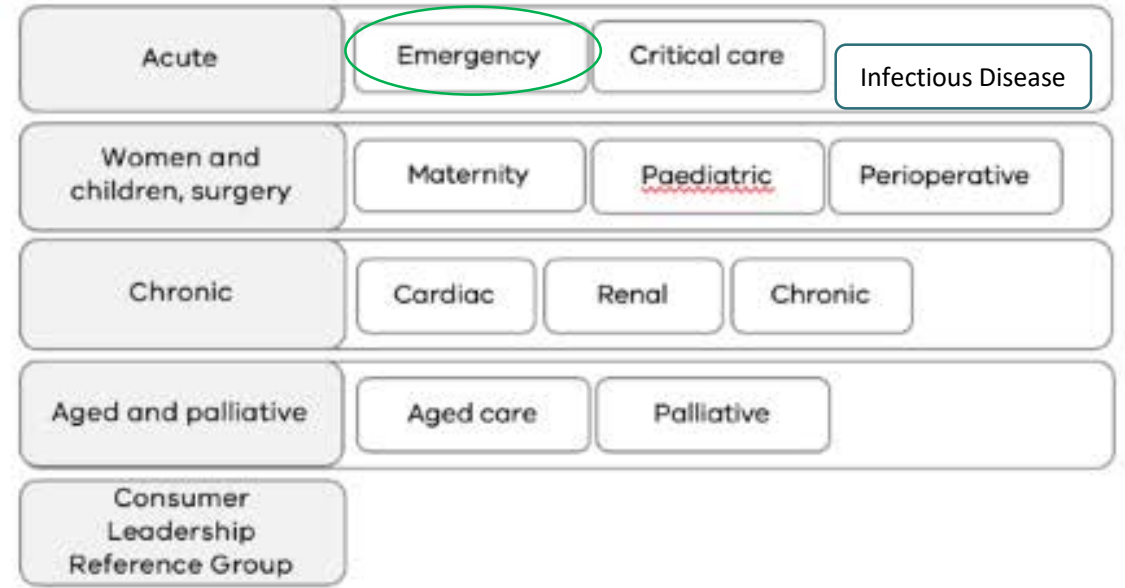 Acute
Emergency
Critical care
Infectious Disease
Women and
children, surgery
Maternity
Paediatric
Perioperative
Chronic
Cardiac
Renal
Chronic
Aged and palliative
Aged care
Palliative
Consumer
Leadership
Reference Group